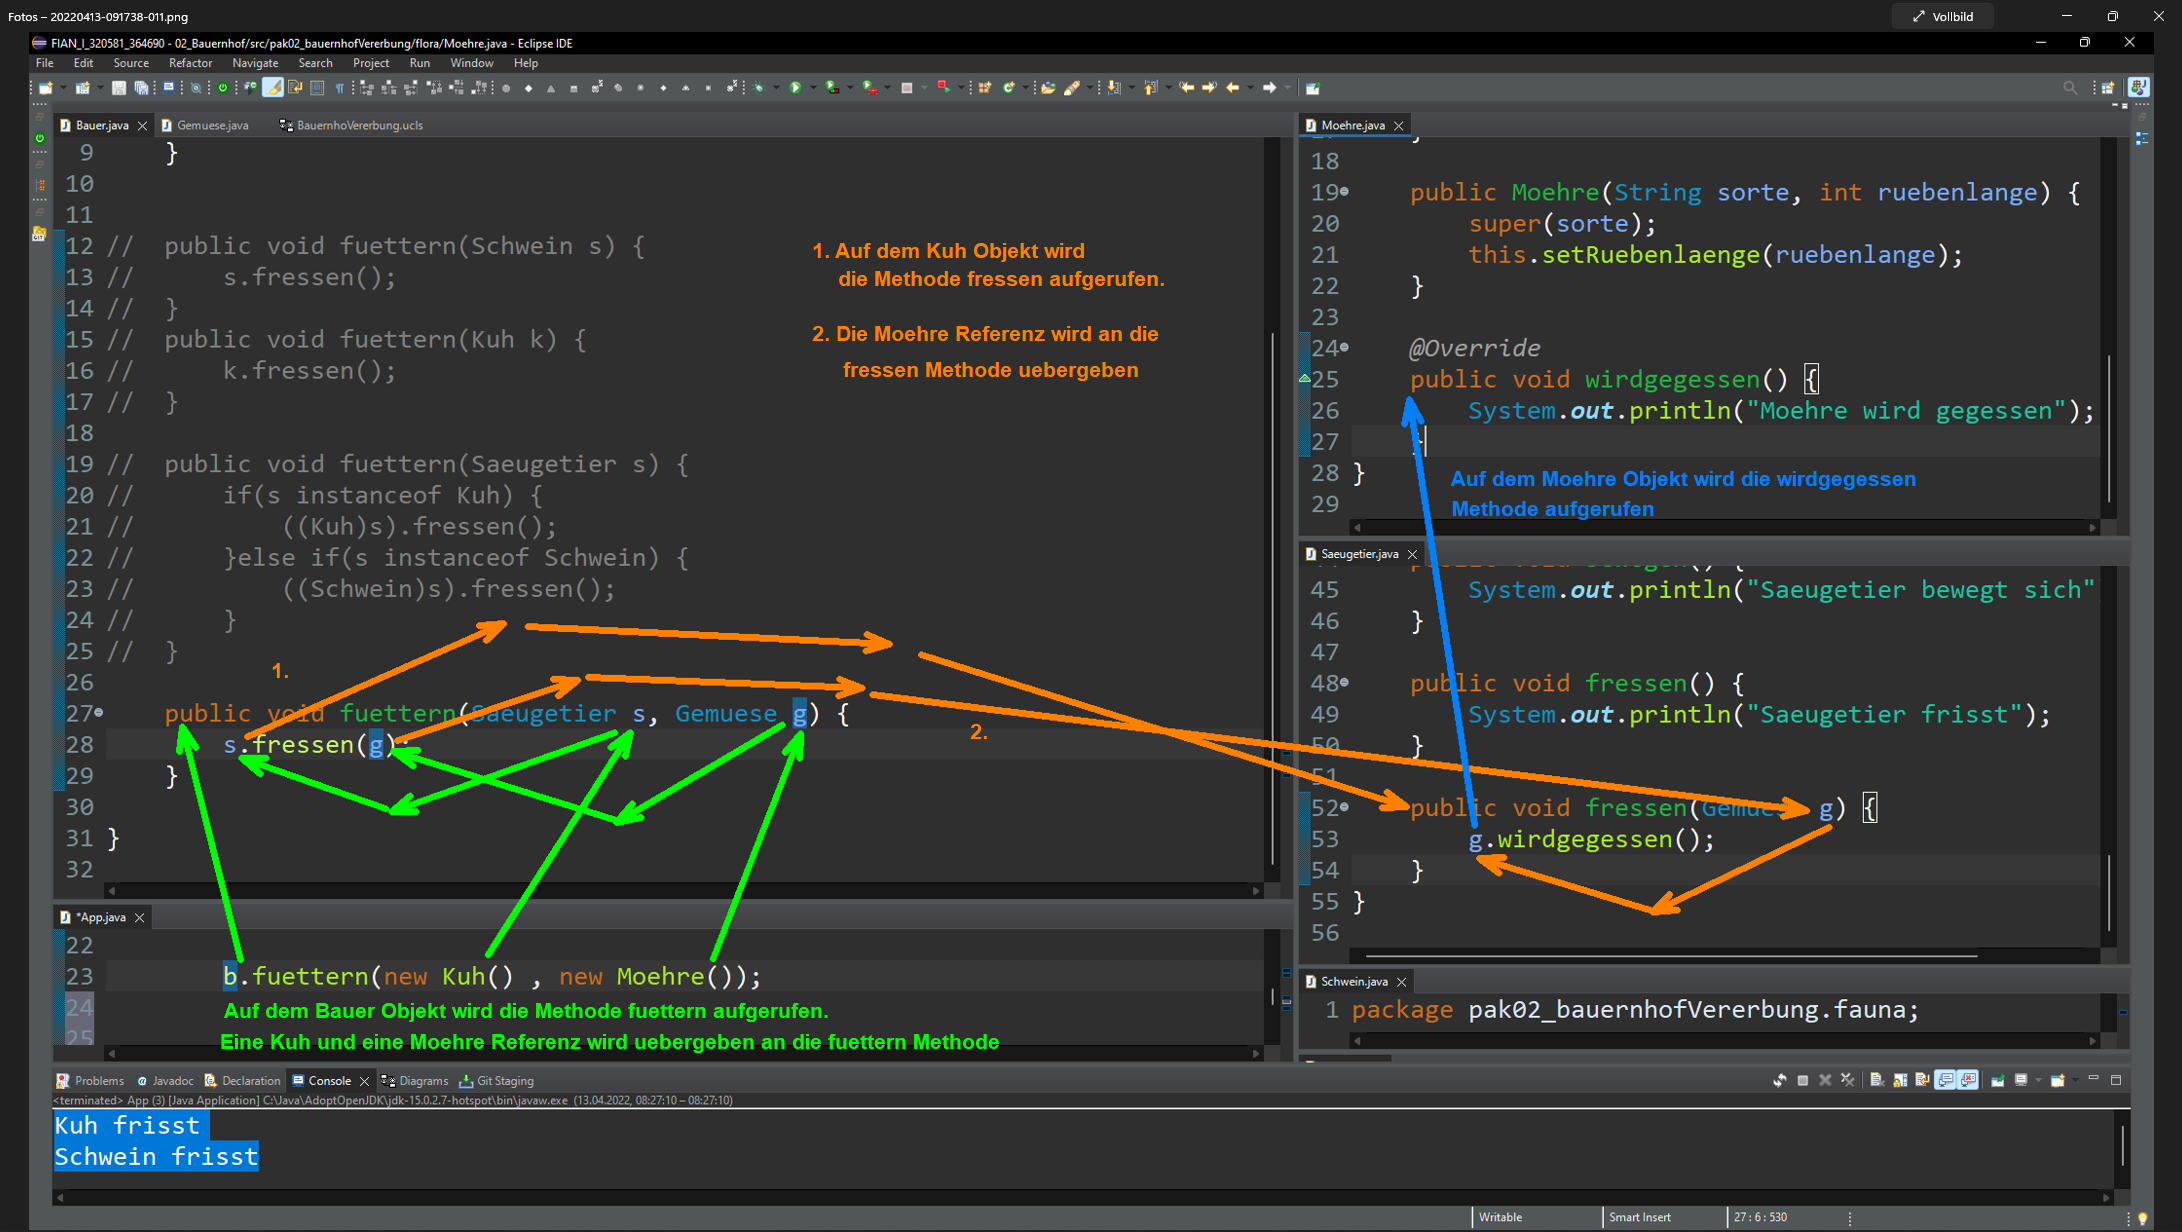 Fotos – 20220413-091738-011.png
Vollbild
FIAN_I_320581_364690 - 02_Bauernhof/src/pak02_bauernhofVererbung/flora/Moehre.java - Eclipse IDE
File Edit Source Refactor Navigate Search Project Run Window Help
Bauer.java Gemuese.java BauernhoVererbung.ucls
9 }
10
11
12 // public void fuettern(Schwein s) {
13 // s.fressen();
14 // }
15 // public void fuettern(Kuh k) {
16 // k.fressen();
17 // }
18
19 // public void fuettern(Saeugetier s) {
20 // if(s instanceof Kuh) {
21 // ((Kuh)s).fressen();
22 // }else if(s instanceof Schwein) {
23 // ((Schwein)s).fressen();
24 // }
25 // }
26
27 public void fuettern(Saeugetier s, Gemuese g) {
28 s.fressen(g);
29 }
30
31 }
32
1. Auf dem Kuh Objekt wird
die Methode fressen aufgerufen.
2. Die Moehre Referenz wird an die
fressen Methode uebergeben
1.
2.
*App.java
22
23 b.fuettern(new Kuh() , new Moehre());
24
25
Auf dem Bauer Objekt wird die Methode fuettern aufgerufen.
Eine Kuh und eine Moehre Referenz wird uebergeben an die fuettern Methode
Moehre.java
18
19 public Moehre(String sorte, int ruebenlange) {
20 super(sorte);
21 this.setRuebenlaenge(ruebenlange);
22 }
23
24 @Override
25 public void wirdgegessen() {
26 System.out.println("Moehre wird gegessen");
27 }
28 }
29
Auf dem Moehre Objekt wird die wirdgegessen
Methode aufgerufen
Saeugetier.java
45 System.out.println("Saeugetier bewegt sich"
46 }
47
48 public void fressen() {
49 System.out.println("Saeugetier frisst");
50 }
51
52 public void fressen(Gemuese g) {
53 g.wirdgegessen();
54 }
55 }
56
Schwein.java
1 package pak02_bauernhofVererbung.fauna;
Problems Javadoc Declaration Console Diagrams Git Staging
<terminated> App (3) [Java Application] C:\Java\AdoptOpenJDK\jdk-15.0.2.7-hotspot\bin\javaw.exe (13.04.2022, 08:27:10 – 08:27:10)
Kuh frisst
Schwein frisst
Writable Smart Insert 27 : 6 : 530